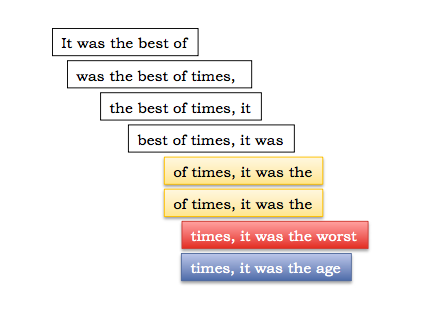 It was the best of
was the best of times,
the best of times, it
best of times, it was
of times, it was the
of times, it was the
times, it was the worst
times, it was the age